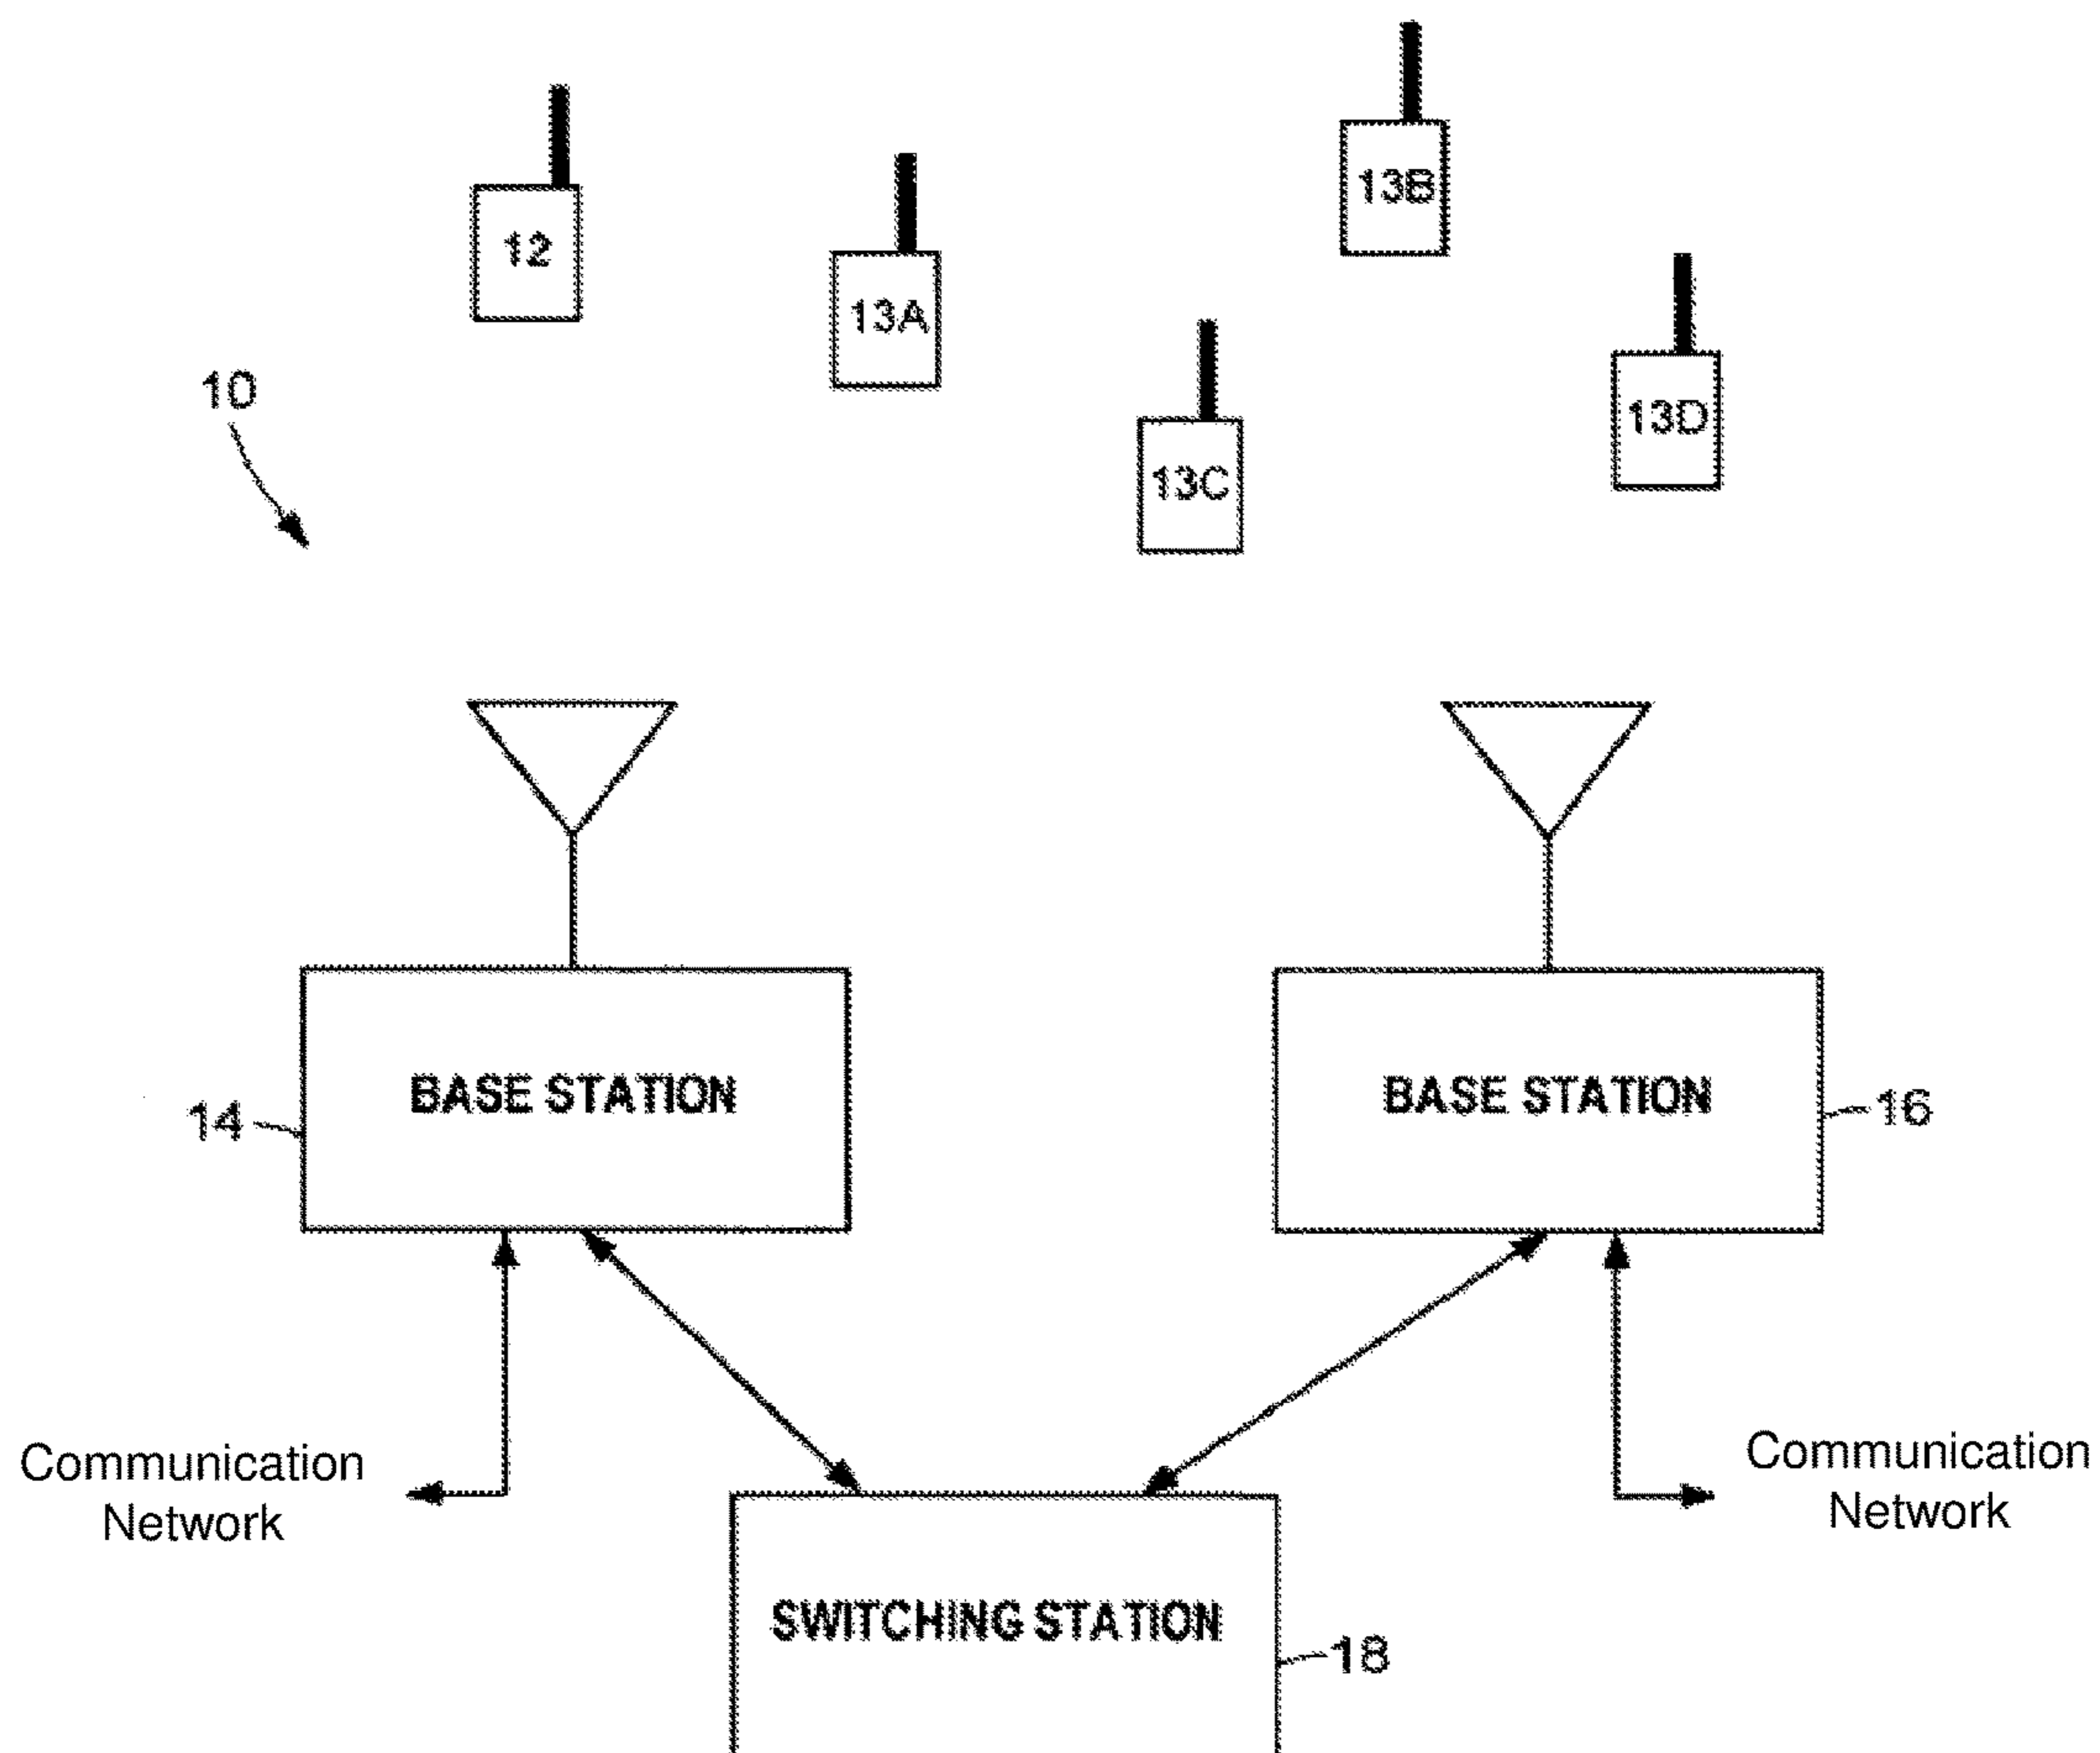 13B
12
13A
10
13D
13C
BASE STATION
BASE STATION
14
16
Communication
Network
Communication
Network
SWITCHING STATION
18